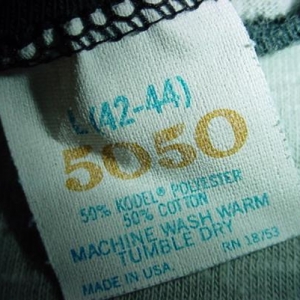 L (42-44)
5050
50% KODEL® POLYESTER
50% COTTON
MACHINE WASH WARM
TUMBLE DRY
RN 18753
MADE IN USA.